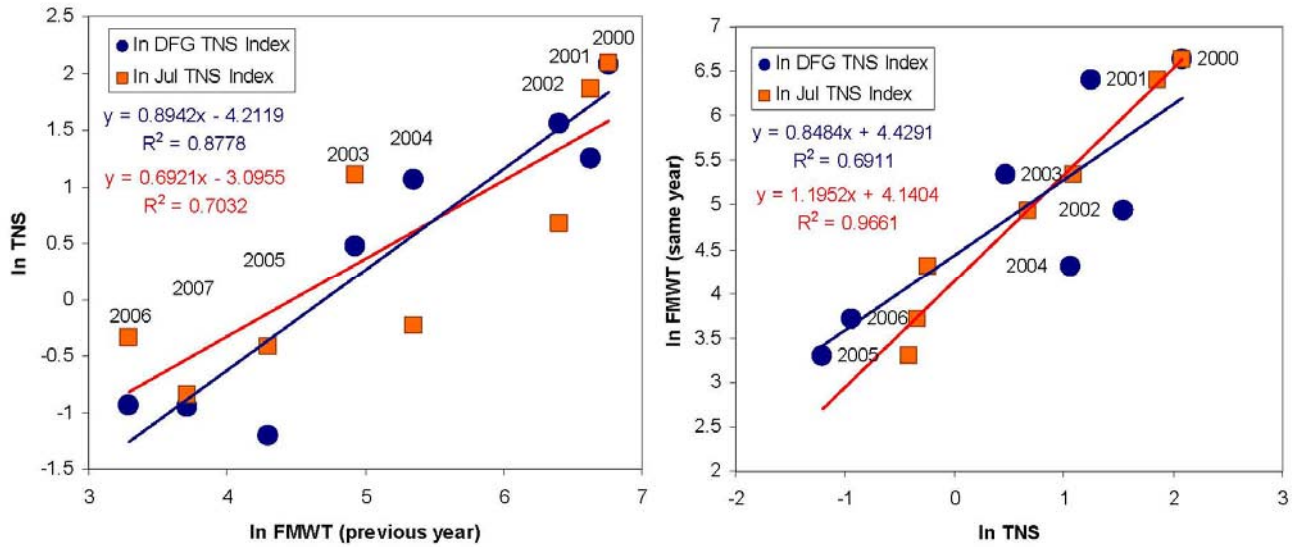 2.5
2
1.5
1
0.5
0
-0.5
-1
-1.5
ln TNS
3
4
5
6
7
ln FMWT (previous year)
ln DFG TNS Index
ln Jul TNS Index
y = 0.8942x - 4.2119
R² = 0.8778
y = 0.6921x - 3.0955
R² = 0.7032
2000
2001
2002
2004
2003
2005
2007
2006
7
6.5
6
5.5
5
4.5
4
3.5
3
2.5
2
ln FMWT (same year)
-2
-1
0
1
2
3
ln TNS
ln DFG TNS Index
ln Jul TNS Index
y = 0.8484x + 4.4291
R² = 0.6911
y = 1.1952x + 4.1404
R² = 0.9661
2000
2001
2003
2002
2004
2006
2005